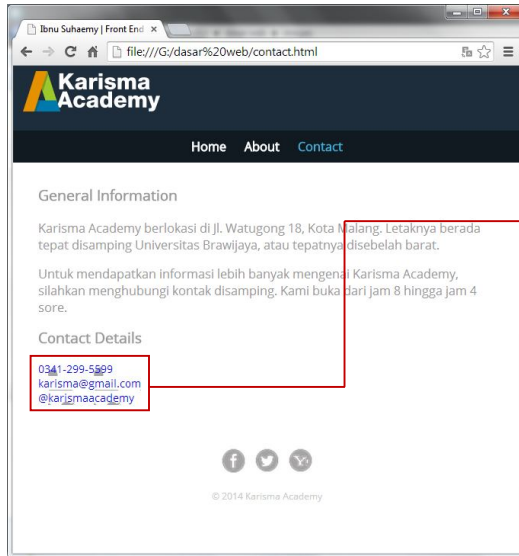 Ibnu Suhaemy | Front End
file:///G:/dasar%20web/contact.html
Karisma
Academy
Home About Contact
General Information
Karisma Academy berlokasi di Jl. Watugong 18, Kota Malang. Letaknya berada
tepat disamping Universitas Brawijaya, atau tepatnya disebelah barat.
Untuk mendapatkan informasi lebih banyak mengenai Karisma Academy,
silahkan menghubungi kontak disamping. Kami buka dari jam 8 hingga jam 4
sore.
Contact Details
0341-299-5599
karisma@gmail.com
@karismaacademy
© 2014 Karisma Academy